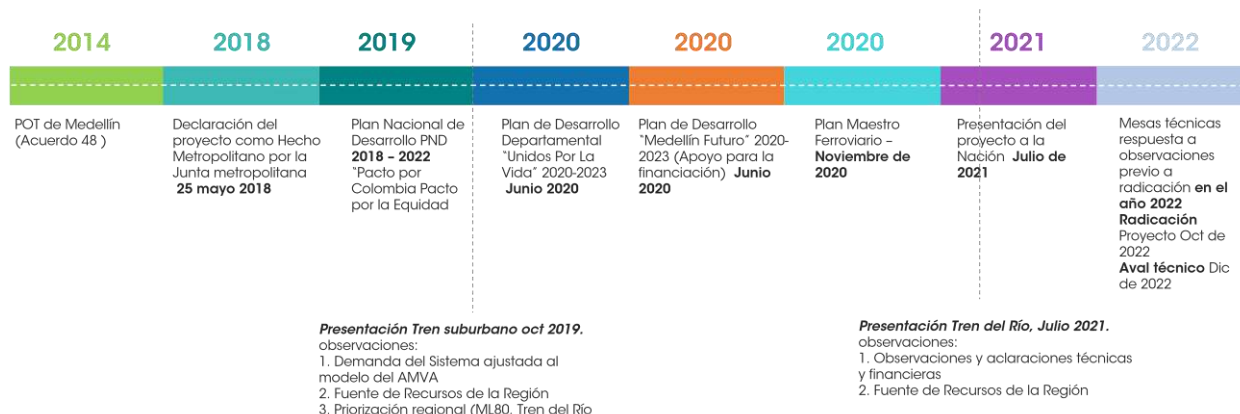 2014
2018
2019
2020
2020
2020
2021
2022
POT de Medellín
(Acuerdo 48 )
Declaración del
proyecto como Hecho
Metropolitano por la
Junta metropolitana
25 mayo 2018
Plan Nacional de
Desarrollo PND
2018 – 2022
"Pacto por
Colombia Pacto
por la Equidad
Plan de Desarrollo
Departamental
"Unidos Por La
Vida" 2020-2023
Junio 2020
Plan de Desarrollo
"Medellín Futuro" 2020-
2023 (Apoyo para la
financiación) Junio
2020
Plan Maestro
Ferroviario –
Noviembre de
2020
Presentación del
proyecto a la
Nación Julio de
2021
Mesas técnicas
respuesta a
observaciones
previo a
radicación en el
año 2022
Radicación
Proyecto Oct de
2022
Aval técnico Dic
de 2022
Presentación Tren suburbano oct 2019.
observaciones:
1. Demanda del Sistema ajustada al
modelo del AMVA
2. Fuente de Recursos de la Región
3. Priorización regional (ML80, Tren del Río
Presentación Tren del Río, Julio 2021.
observaciones:
1. Observaciones y aclaraciones técnicas
y financieras
2. Fuente de Recursos de la Región